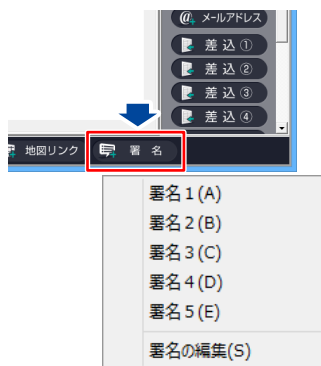 @ メールアドレス
差込①
差込②
差込③
差込④
地図リンク
署 名
署名1(A)
署名2(B)
署名3(C)
署名4(D)
署名5(E)
署名の編集(S)